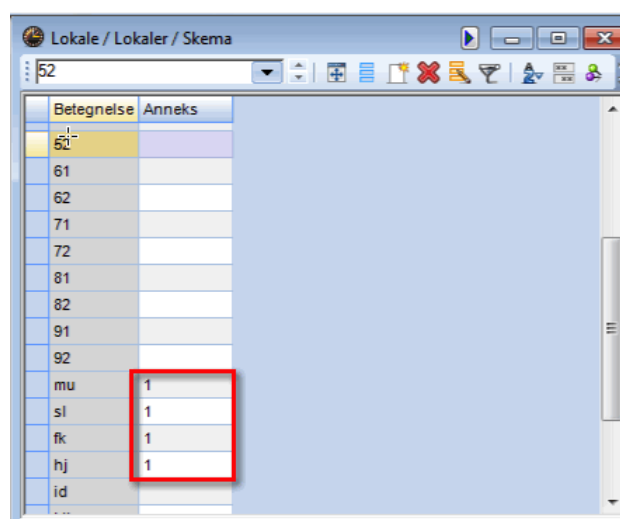 Lokale / Lokaler / Skema
52
Betegnelse Anneks
52
61
62
71
72
81
82
91
92
mu 1
sl 1
fk 1
hj 1
id